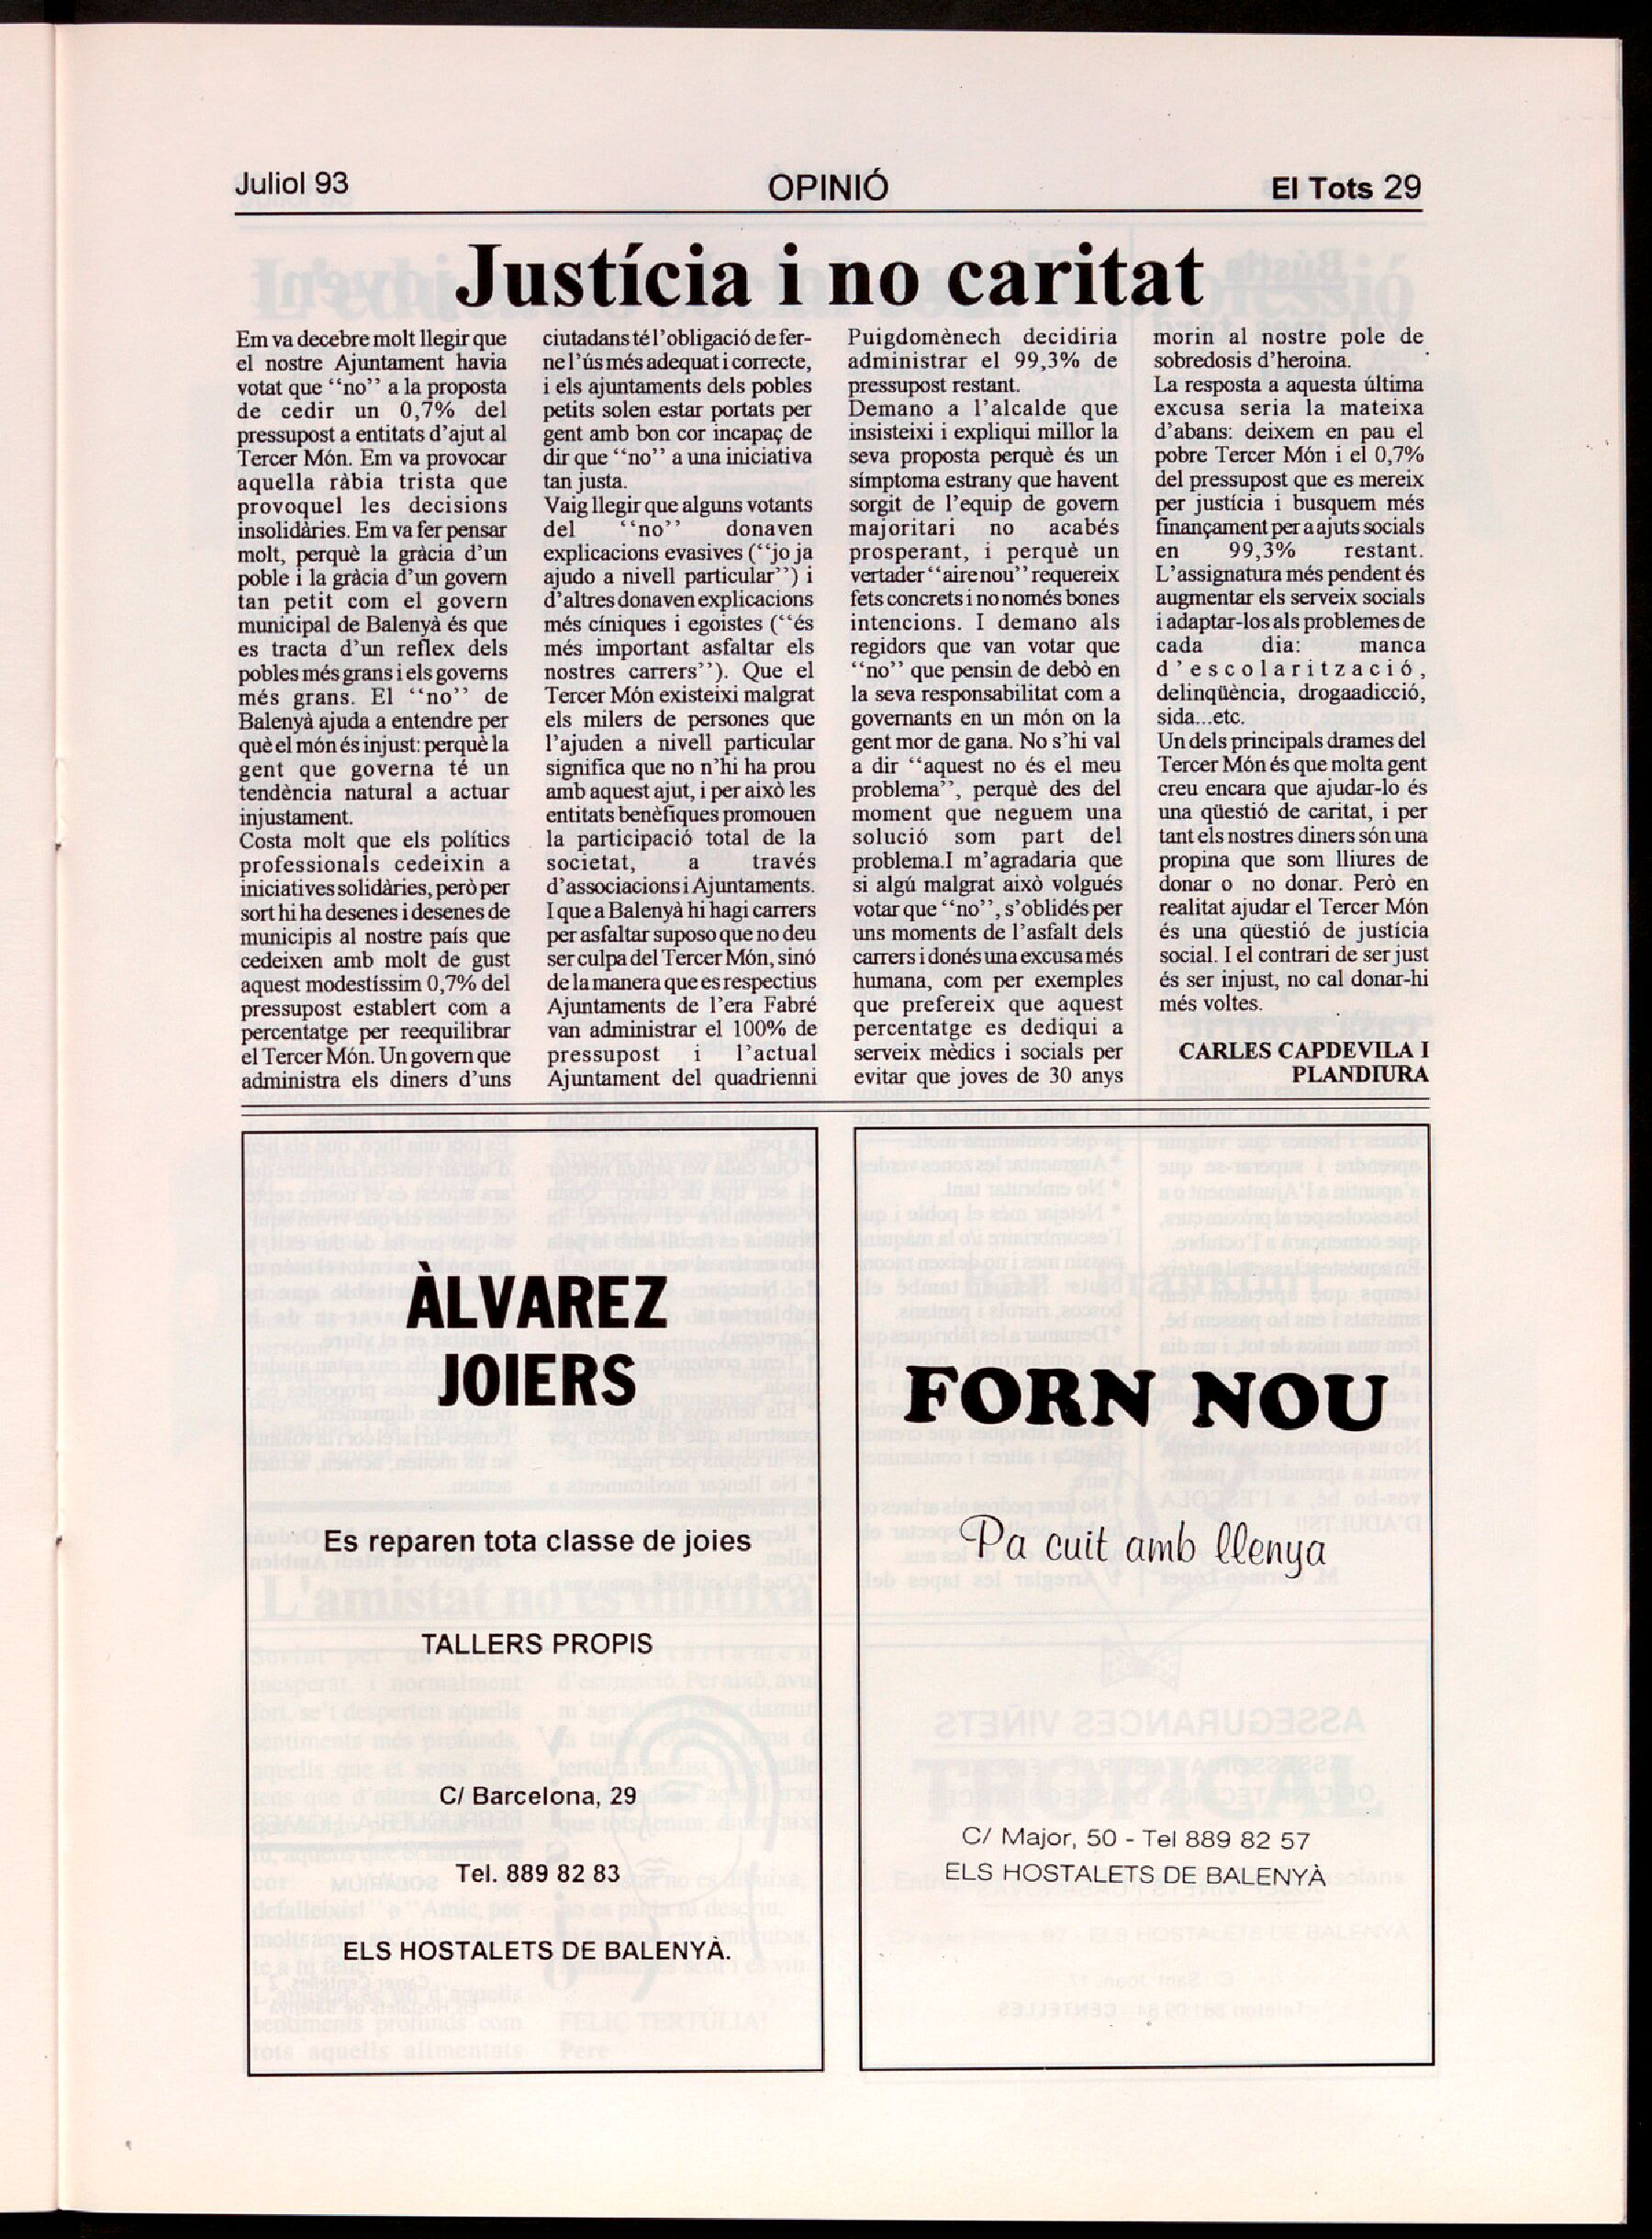 Juliol 93
OPINIÓ
El Tots 29
Justícia i no caritat
Em va decebre molt llegir que
el nostre Ajuntament havia
votat que “no” a la proposta
de cedir un 0,7% del
pressupost a entitats d’ajut al
Tercer Món. Em va provocar
aquella ràbia trista que
provoquel les decisions
insolidàries. Em va fer pensar
molt, perquè la gràcia d’un
poble i la gràcia d’un govern
tan petit com el govern
municipal de Balenyà és que
es tracta d’un reflex dels
pobles més grans i els governs
més grans. El “no” de
Balenyà ajuda a entendre per
què el món és injust: perquè la
gent que governa té un
tendència natural a actuar
injustament.
Costa molt que els polítics
professionals cedeixin a
iniciatives solidàries, però per
sort hi ha desenes i desenes de
municipis al nostre país que
cedeixen amb molt de gust
aquest modestíssim 0,7% del
pressupost establert com a
percentatge per reequilibrar
el Tercer Món. Un govern que
administra els diners d’uns
ciutadans té l’obligació de fer-
ne l’ús més adequat i correcte,
i els ajuntaments dels pobles
petits solen estar portats per
gent amb bon cor incapaç de
dir que “no” a una iniciativa
tan justa.
Vaig llegir que alguns votants
del “no” donaven
explicacions evasives (“jo ja
ajudo a nivell particular”) i
d’altres donaven explicacions
més cíniques i egoistes (“és
més important asfaltar els
nostres carrers”). Que el
Tercer Món existeixi malgrat
els milers de persones que
l’ajuden a nivell particular
significa que no n’hi ha prou
amb aquest ajut, i per això les
entitats benèfiques promouen
la participació total de la
societat, a través
d’associacions i Ajuntaments.
I que a Balenyà hi hagi carrers
per asfaltar suposo que no deu
ser culpa del Tercer Món, sinó
de la manera que es respectius
Ajuntaments de l’era Fabré
van administrar el 100% de
pressupost i l’actual
Ajuntament del quadrienni
Puigdomènech decidiria
administrar el 99,3% de
pressupost restant.
Demano a l’alcalde que
insisteixi i expliqui millor la
seva proposta perquè és un
símptoma estrany que havent
sorgit de l’equip de govern
majoritari no acabés
prosperant, i perquè un
vertader “aire nou” requereix
fets concrets i no només bones
intencions. I demano als
regidors que van votar que
“no” que pensin de debò en
la seva responsabilitat com a
governants en un món on la
gent mor de gana. No s’hi val
a dir “aquest no és el meu
problema”, perquè des del
moment que neguem una
solució som part del
problema.I m’agradaria que
si algú malgrat això volgués
votar que “no”, s’oblidés per
uns moments de l’asfalt dels
carrers i donés una excusa més
humana, com per exemples
que prefereix que aquest
percentatge es dediqui a
serveix mèdics i socials per
evitar que joves de 30 anys
morin al nostre pole de
sobredosis d’heroina.
La resposta a aquesta última
excusa seria la mateixa
d’abans: deixem en pau el
pobre Tercer Món i el 0,7%
del pressupost que es mereix
per justícia i busquem més
finançament per a ajuts socials
en 99,3% restant.
L’assignatura més pendent és
augmentar els serveix socials
i adaptar-los als problemes de
cada dia: manca
d’escolarització,
delinqüència, drogaadicció,
sida...etc.
Un dels principals drames del
Tercer Món és que molta gent
creu encara que ajudar-lo és
una qüestió de caritat, i per
tant els nostres diners són una
propina que som lliures de
donar o no donar. Però en
realitat ajudar el Tercer Món
és una qüestió de justícia
social. I el contrari de ser just
és ser injust, no cal donar-hi
més voltes.
CARLES CAPDEVILA I
PLANDIURA
ÀLVAREZ
JOIERS
Es reparen tota classe de joies
TALLERS PROPIS
C/ Barcelona, 29
Tel. 889 82 83
ELS HOSTALETS DE BALENYÀ.
FORN NOU
Pa cuit amb llenya
C/ Major, 50 - Tel 889 82 57
ELS HOSTALETS DE BALENYÀ